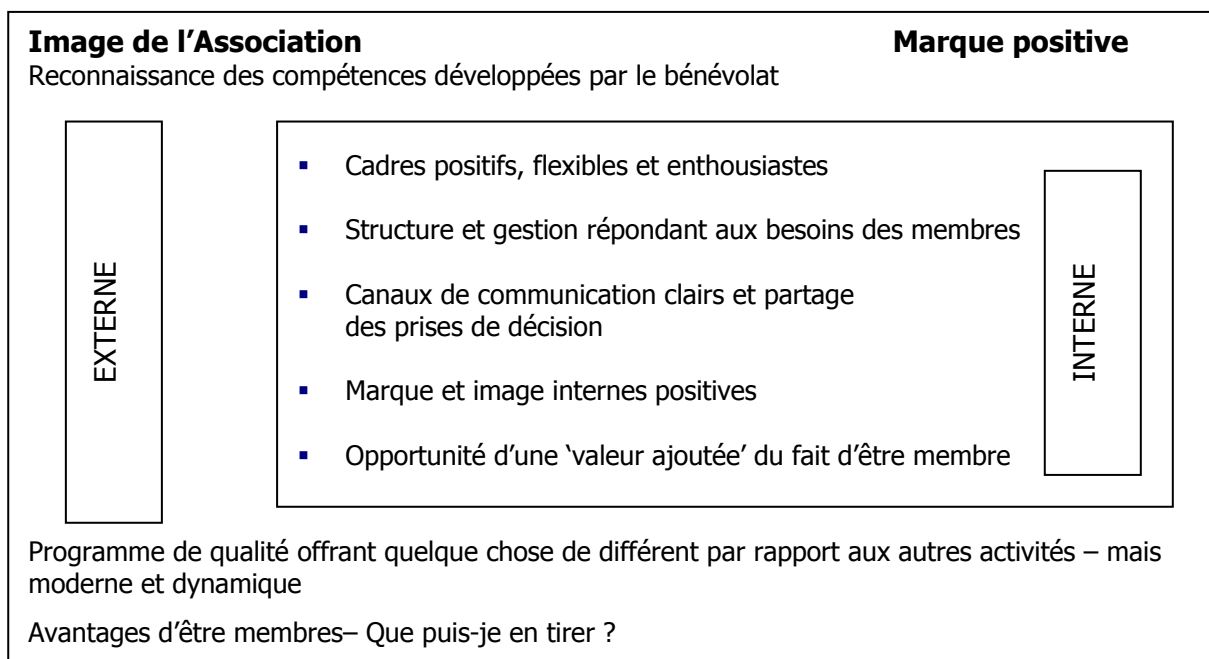 Image de l’Association Marque positive
Reconnaissance des compétences développées par le bénévolat
EXTERNE
▪ Cadres positifs, flexibles et enthousiastes
▪ Structure et gestion répondant aux besoins des membres
▪ Canaux de communication clairs et partage
des prises de décision
▪ Marque et image internes positives
▪ Opportunité d’une ‘valeur ajoutée’ du fait d’être membre
INTERNE
Programme de qualité offrant quelque chose de différent par rapport aux autres activités – mais
moderne et dynamique
Avantages d’être membres– Que puis-je en tirer ?